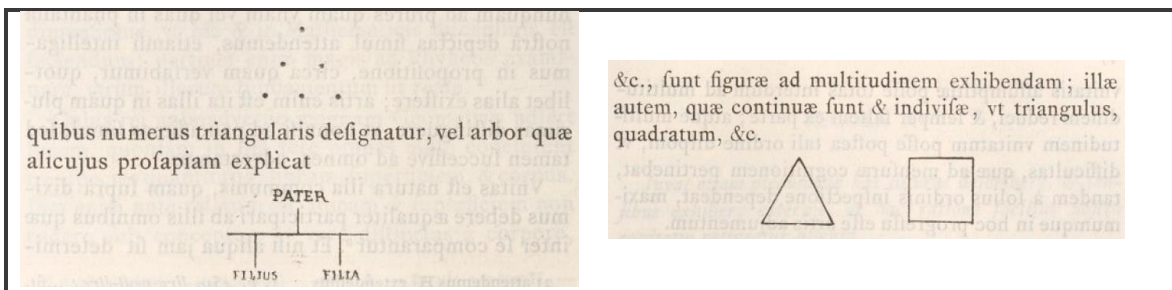 quibus numerus triangularis deſignatur, vel arbor quæ
alicujus proſapiam explicat
PATER
FILIUS FILIA
&c., ſunt figuræ ad multitudinem exhibendam; illæ
autem, quæ continuæ ſunt & indiviſæ, vt triangulus,
quadratum, &c.